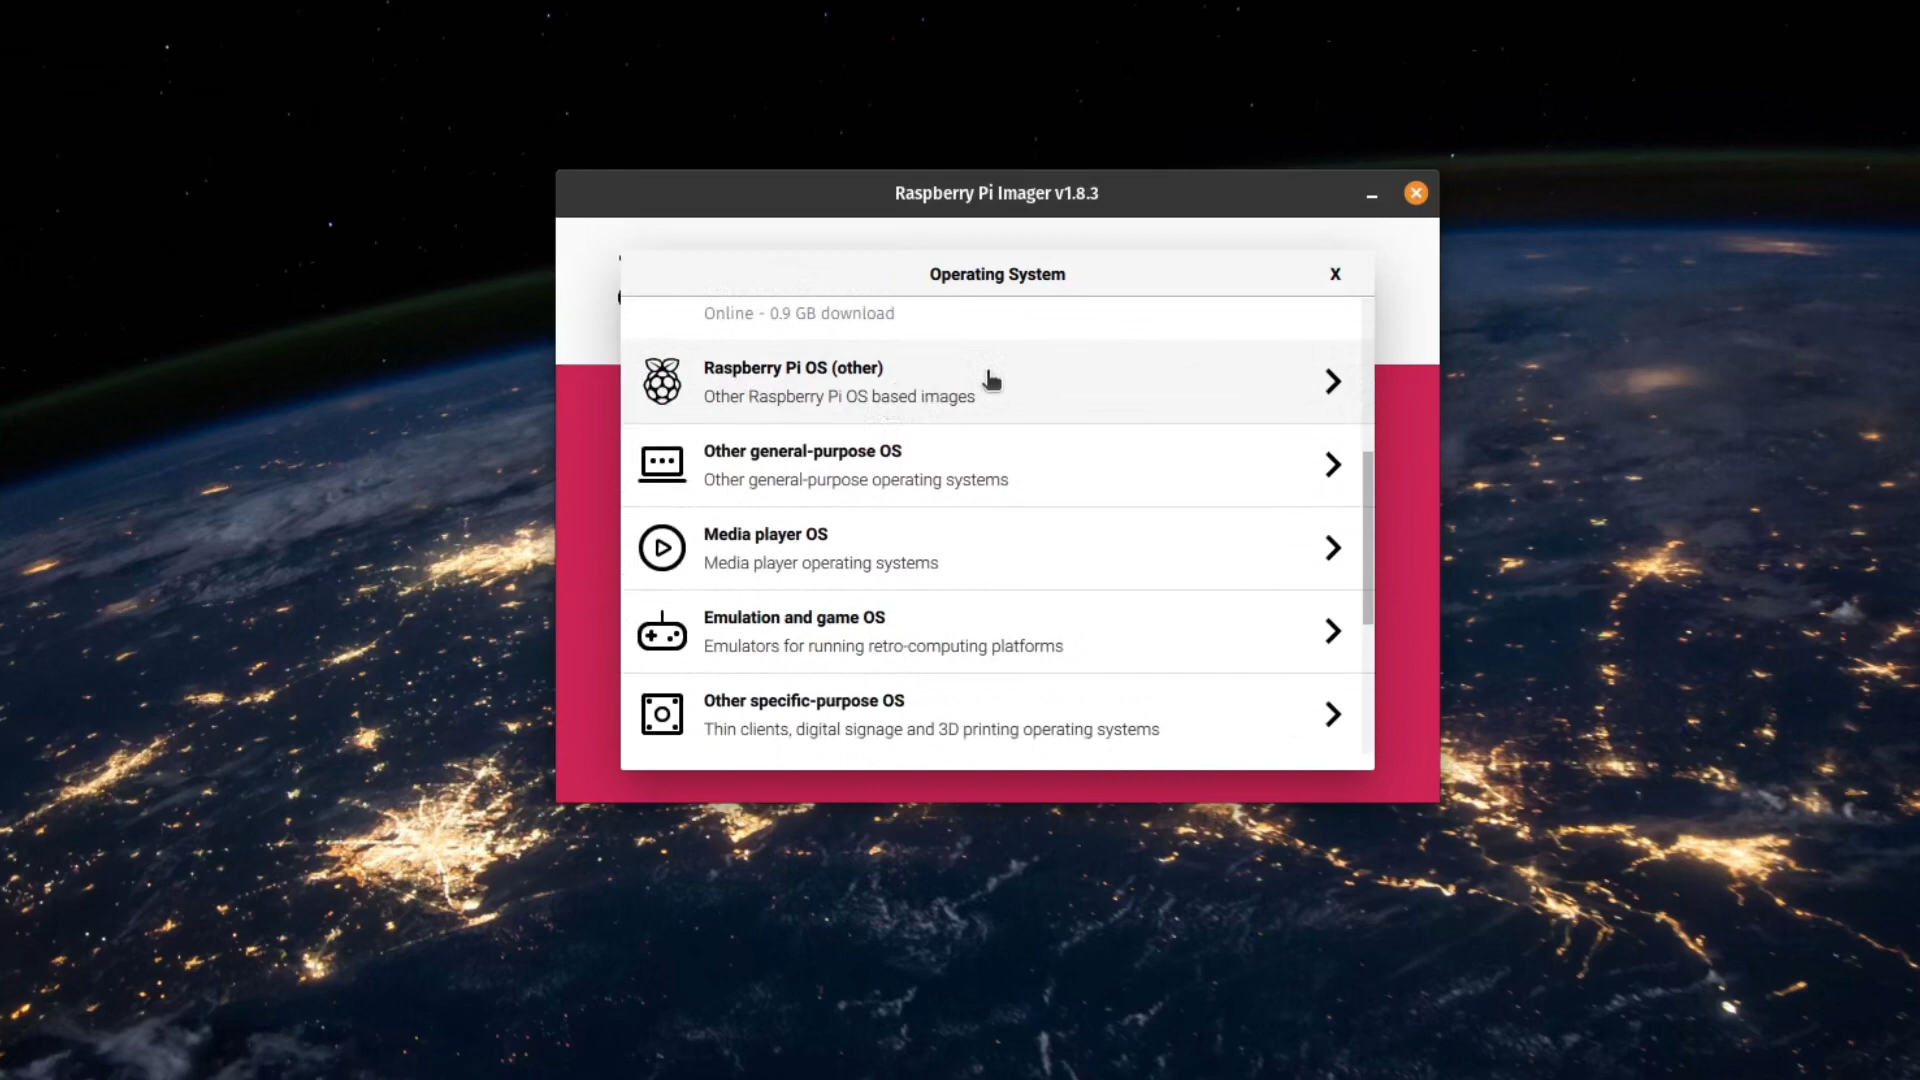 Raspberry Pi Imager v1.8.3
Operating System
X
Online - 0.9 GB download
Raspberry Pi OS (other)
Other Raspberry Pi OS based images
Other general-purpose OS
Other general-purpose operating systems
Media player OS
Media player operating systems
Emulation and game OS
Emulators for running retro-computing platforms
Other specific-purpose OS
Thin clients, digital signage and 3D printing operating systems